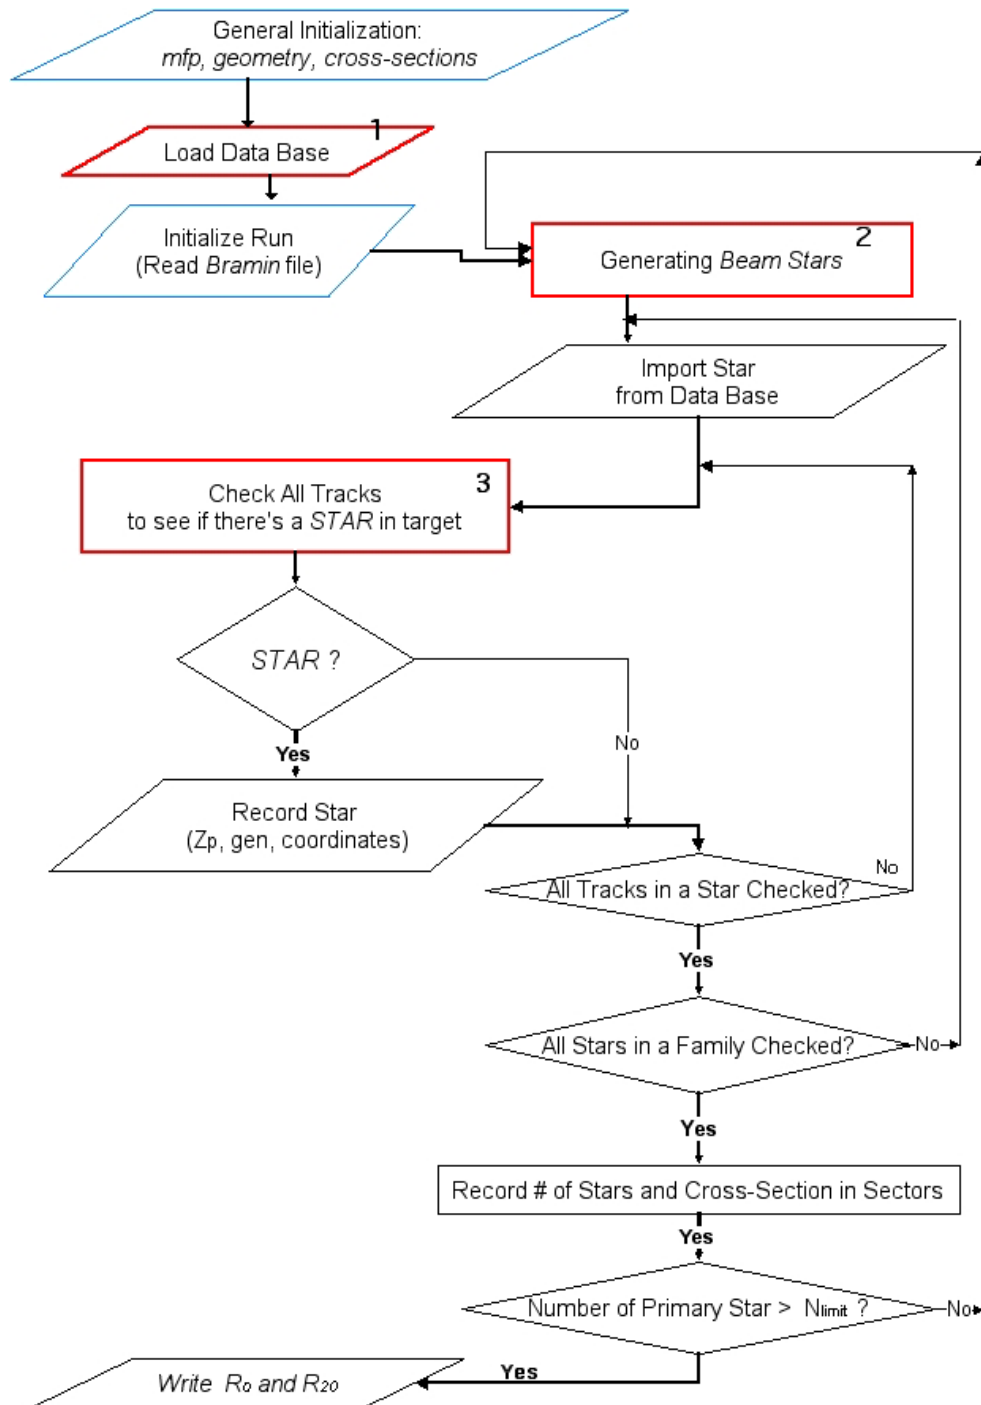 General Initialization:
mfp, geometry, cross-sections
1
Load Data Base
Initialize Run
(Read Bramin file)
2
Generating Beam Stars
Import Star
from Data Base
3
Check All Tracks
to see if there's a STAR in target
STAR ?
No
Yes
Record Star
(Zp, gen, coordinates)
All Tracks in a Star Checked?
No
Yes
All Stars in a Family Checked?
No
Yes
Record # of Stars and Cross-Section in Sectors
Yes
Number of Primary Star > Nlimit ?
No
Yes
Write Ro and R20